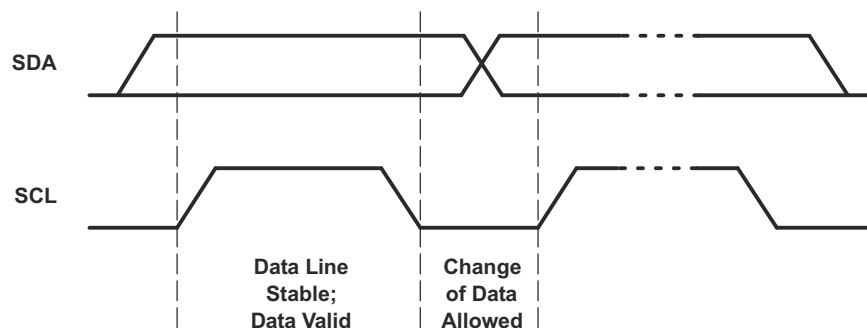 SDA
SCL
Data Line
Stable;
Data Valid
Change
of Data
Allowed